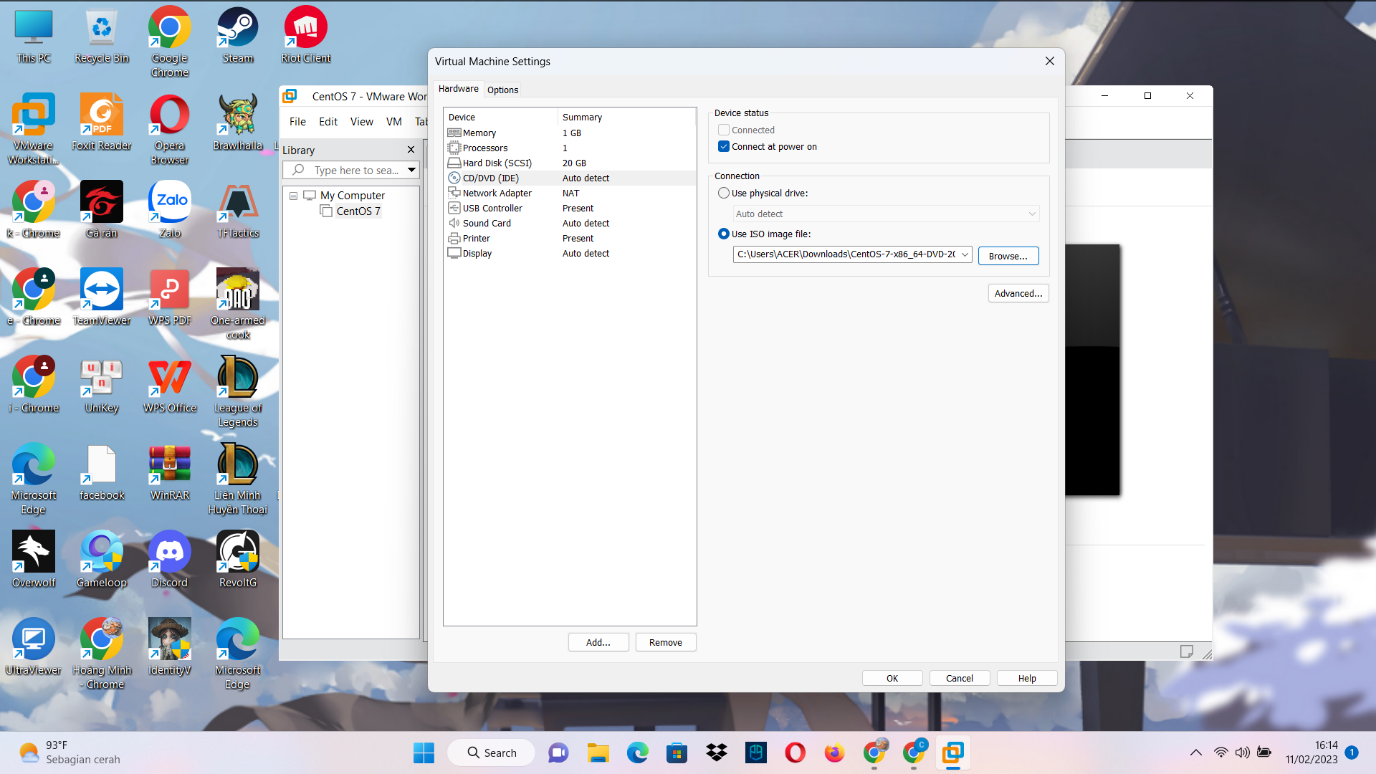 This PC
Recycle Bin
Google
Chrome
Steam
Riot Client
VMware
Workstat...
Foxit Reader
Opera
Browser
Brawlhalla
k - Chrome
Gà rán
Zalo
TFTactics
e - Chrome
TeamViewer
WPS PDF
One-armed
cook
i - Chrome
UniKey
WPS Office
League of
Legends
Microsoft
Edge
facebook
WinRAR
Liên Minh
Huyền Thoại
Overwolf
Gameloop
Discord
RevoltG
UltraViewer
Hoàng Minh
- Chrome
IdentityV
Microsoft
Edge
CentOS 7 - VMware Wor
File Edit View VM Tab
Library
Type here to sea...
My Computer
CentOS 7
Virtual Machine Settings
Hardware Options
Device Summary
Memory 1 GB
Processors 1
Hard Disk (SCSI) 20 GB
CD/DVD (IDE) Auto detect
Network Adapter NAT
USB Controller Present
Sound Card Auto detect
Printer Present
Display Auto detect
Add... Remove
Device status
Connected
Connect at power on
Connection
Use physical drive:
Auto detect
Use ISO image file:
C:\Users\ACER\Downloads\CentOS-7-x86_64-DVD-20 Browse...
Advanced...
OK Cancel Help
93°F
Sebagian cerah
Search
16:14
11/02/2023
1